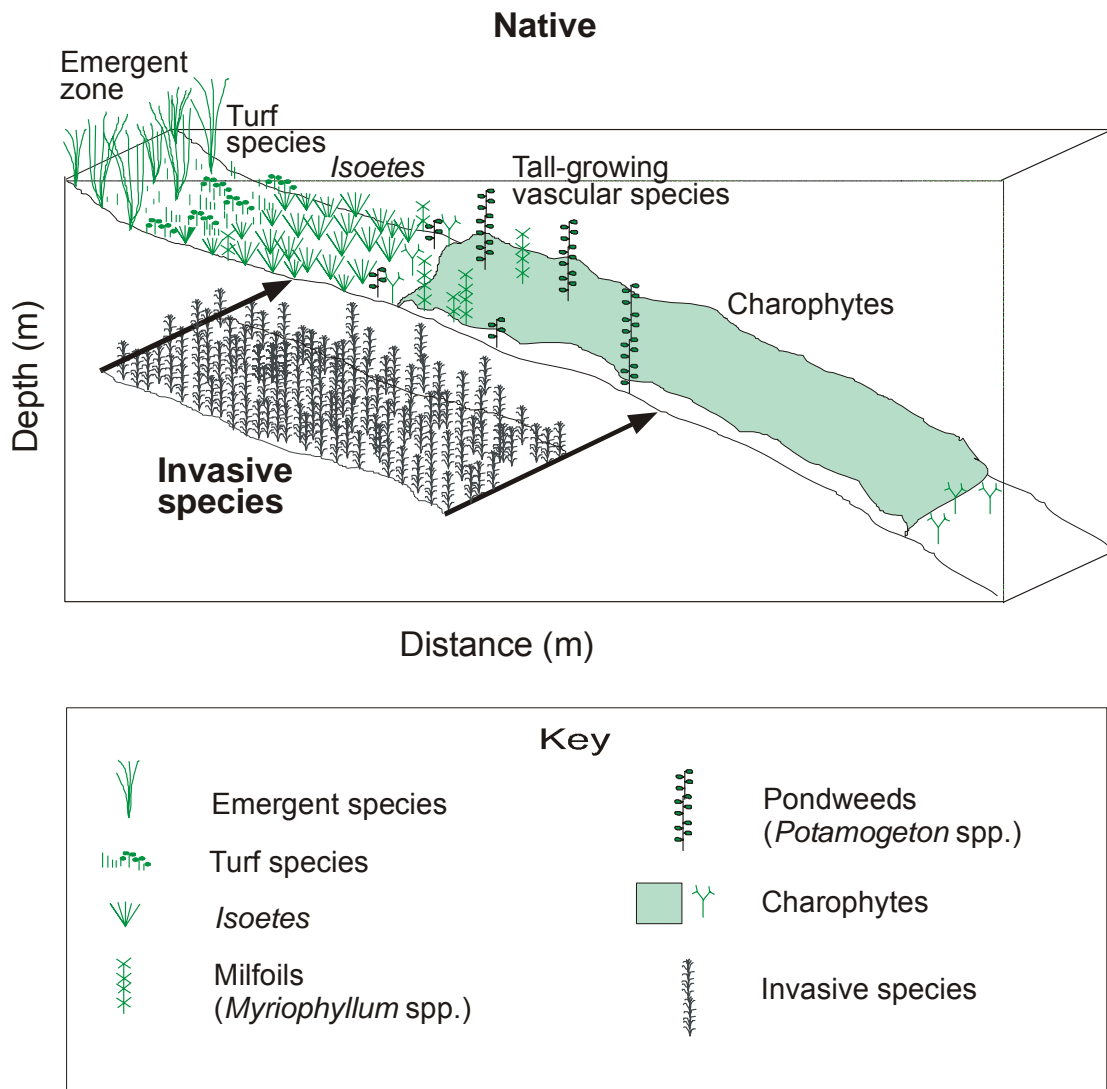 Native
Emergent
zone
Turf
species
Isoetes
Tall-growing
vascular species
Charophytes
Depth (m)
Invasive
species
Distance (m)
Key
Emergent species
Turf species
Isoetes
Milfoils
(Myriophyllum spp.)
Pondweeds
(Potamogeton spp.)
Charophytes
Invasive species